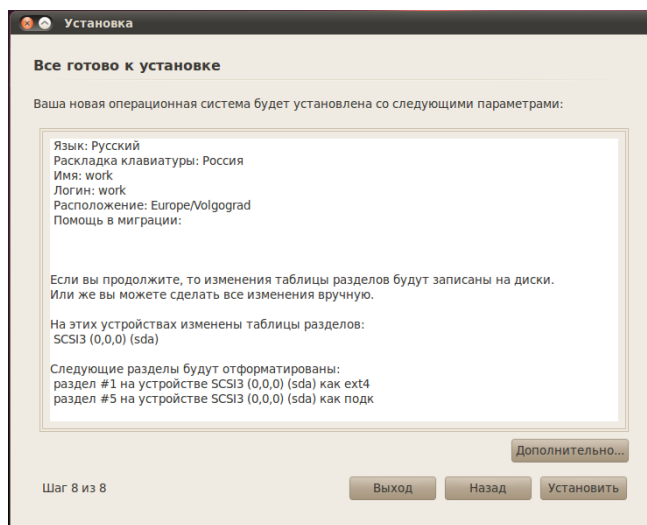 Установка
Все готово к установке
Ваша новая операционная система будет установлена со следующими параметрами:
Язык: Русский
Раскладка клавиатуры: Россия
Имя: work
Логин: work
Расположение: Europe/Volgograd
Помощь в миграции:
Если вы продолжите, то изменения таблицы разделов будут записаны на диски.
Или же вы можете сделать все изменения вручную.
На этих устройствах изменены таблицы разделов:
SCSI3 (0,0,0) (sda)
Следующие разделы будут отформатированы:
раздел #1 на устройстве SCSI3 (0,0,0) (sda) как ext4
раздел #5 на устройстве SCSI3 (0,0,0) (sda) как подк
Дополнительно...
Шаг 8 из 8
Выход
Назад
Установить